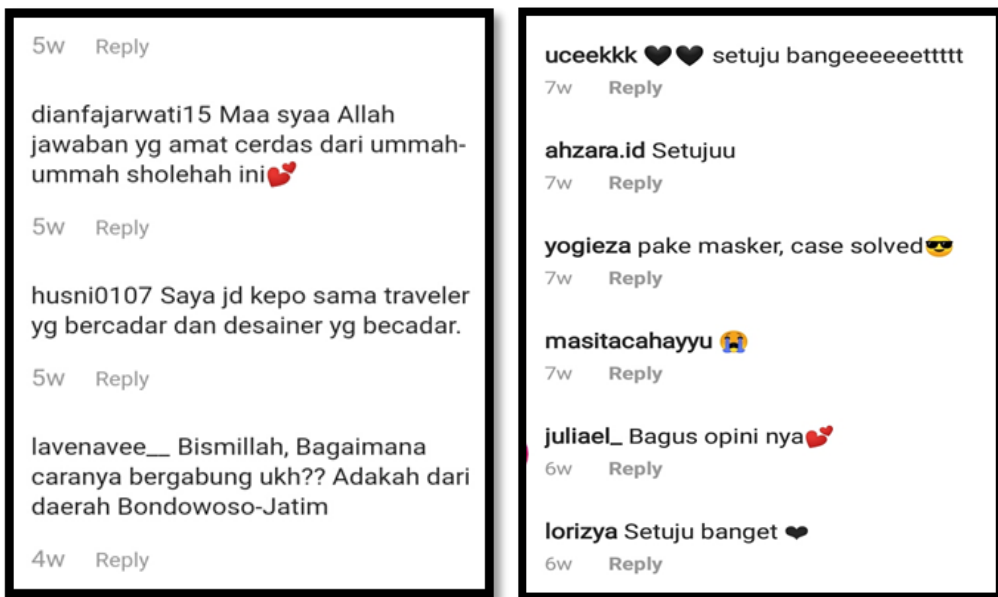 5w Reply
dianfajarwati15 Maa syaa Allah
jawaban yg amat cerdas dari ummah-
ummah sholehah ini💕
5w Reply
husni0107 Saya jd kepo sama traveler
yg bercadar dan desainer yg becadar.
5w Reply
lavenavee__ Bismillah, Bagaimana
caranya bergabung ukh?? Adakah dari
daerah Bondowoso-Jatim
4w Reply
uceekkk 🖤🖤 setuju bangeeeeeettttt
7w Reply
ahzara.id Setujuu
7w Reply
yogieza pake masker, case solved😎
7w Reply
masitacahayyu 😭
7w Reply
juliael_ Bagus opini nya💕
6w Reply
lorizya Setuju banget ❤
6w Reply